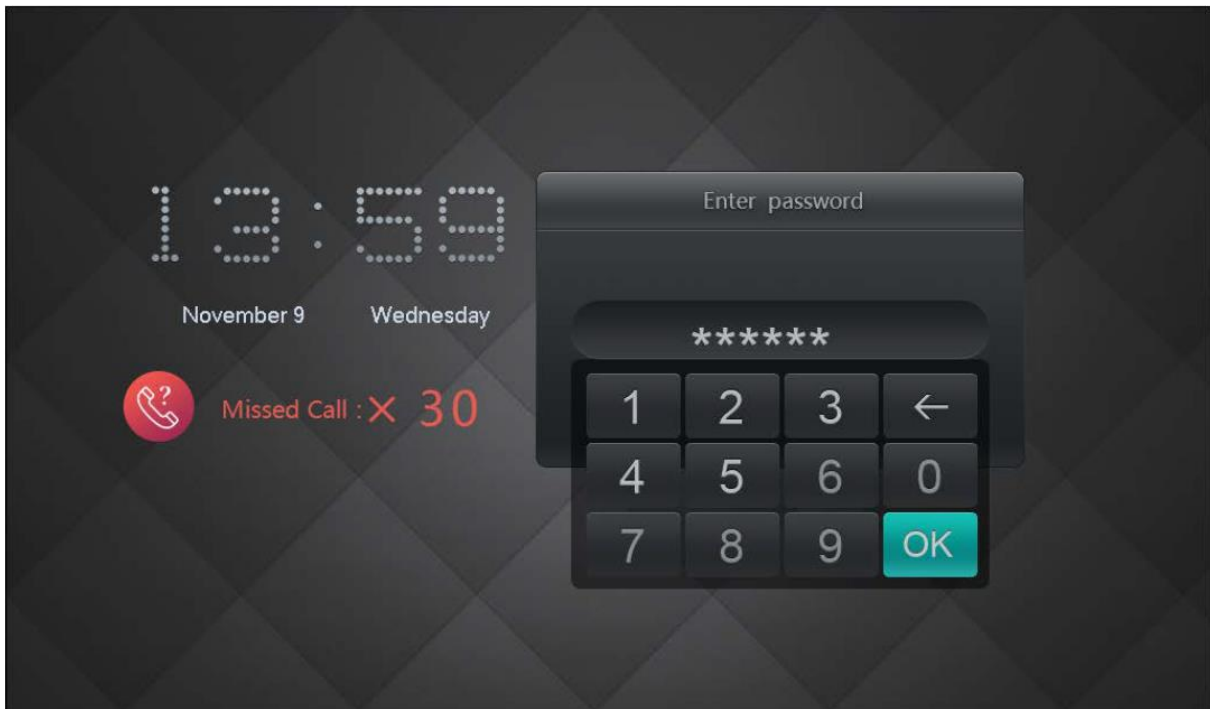 13:59
November 9 Wednesday
Missed Call : × 30
Enter password
******
1 2 3 ←
4 5 6 0
7 8 9 OK